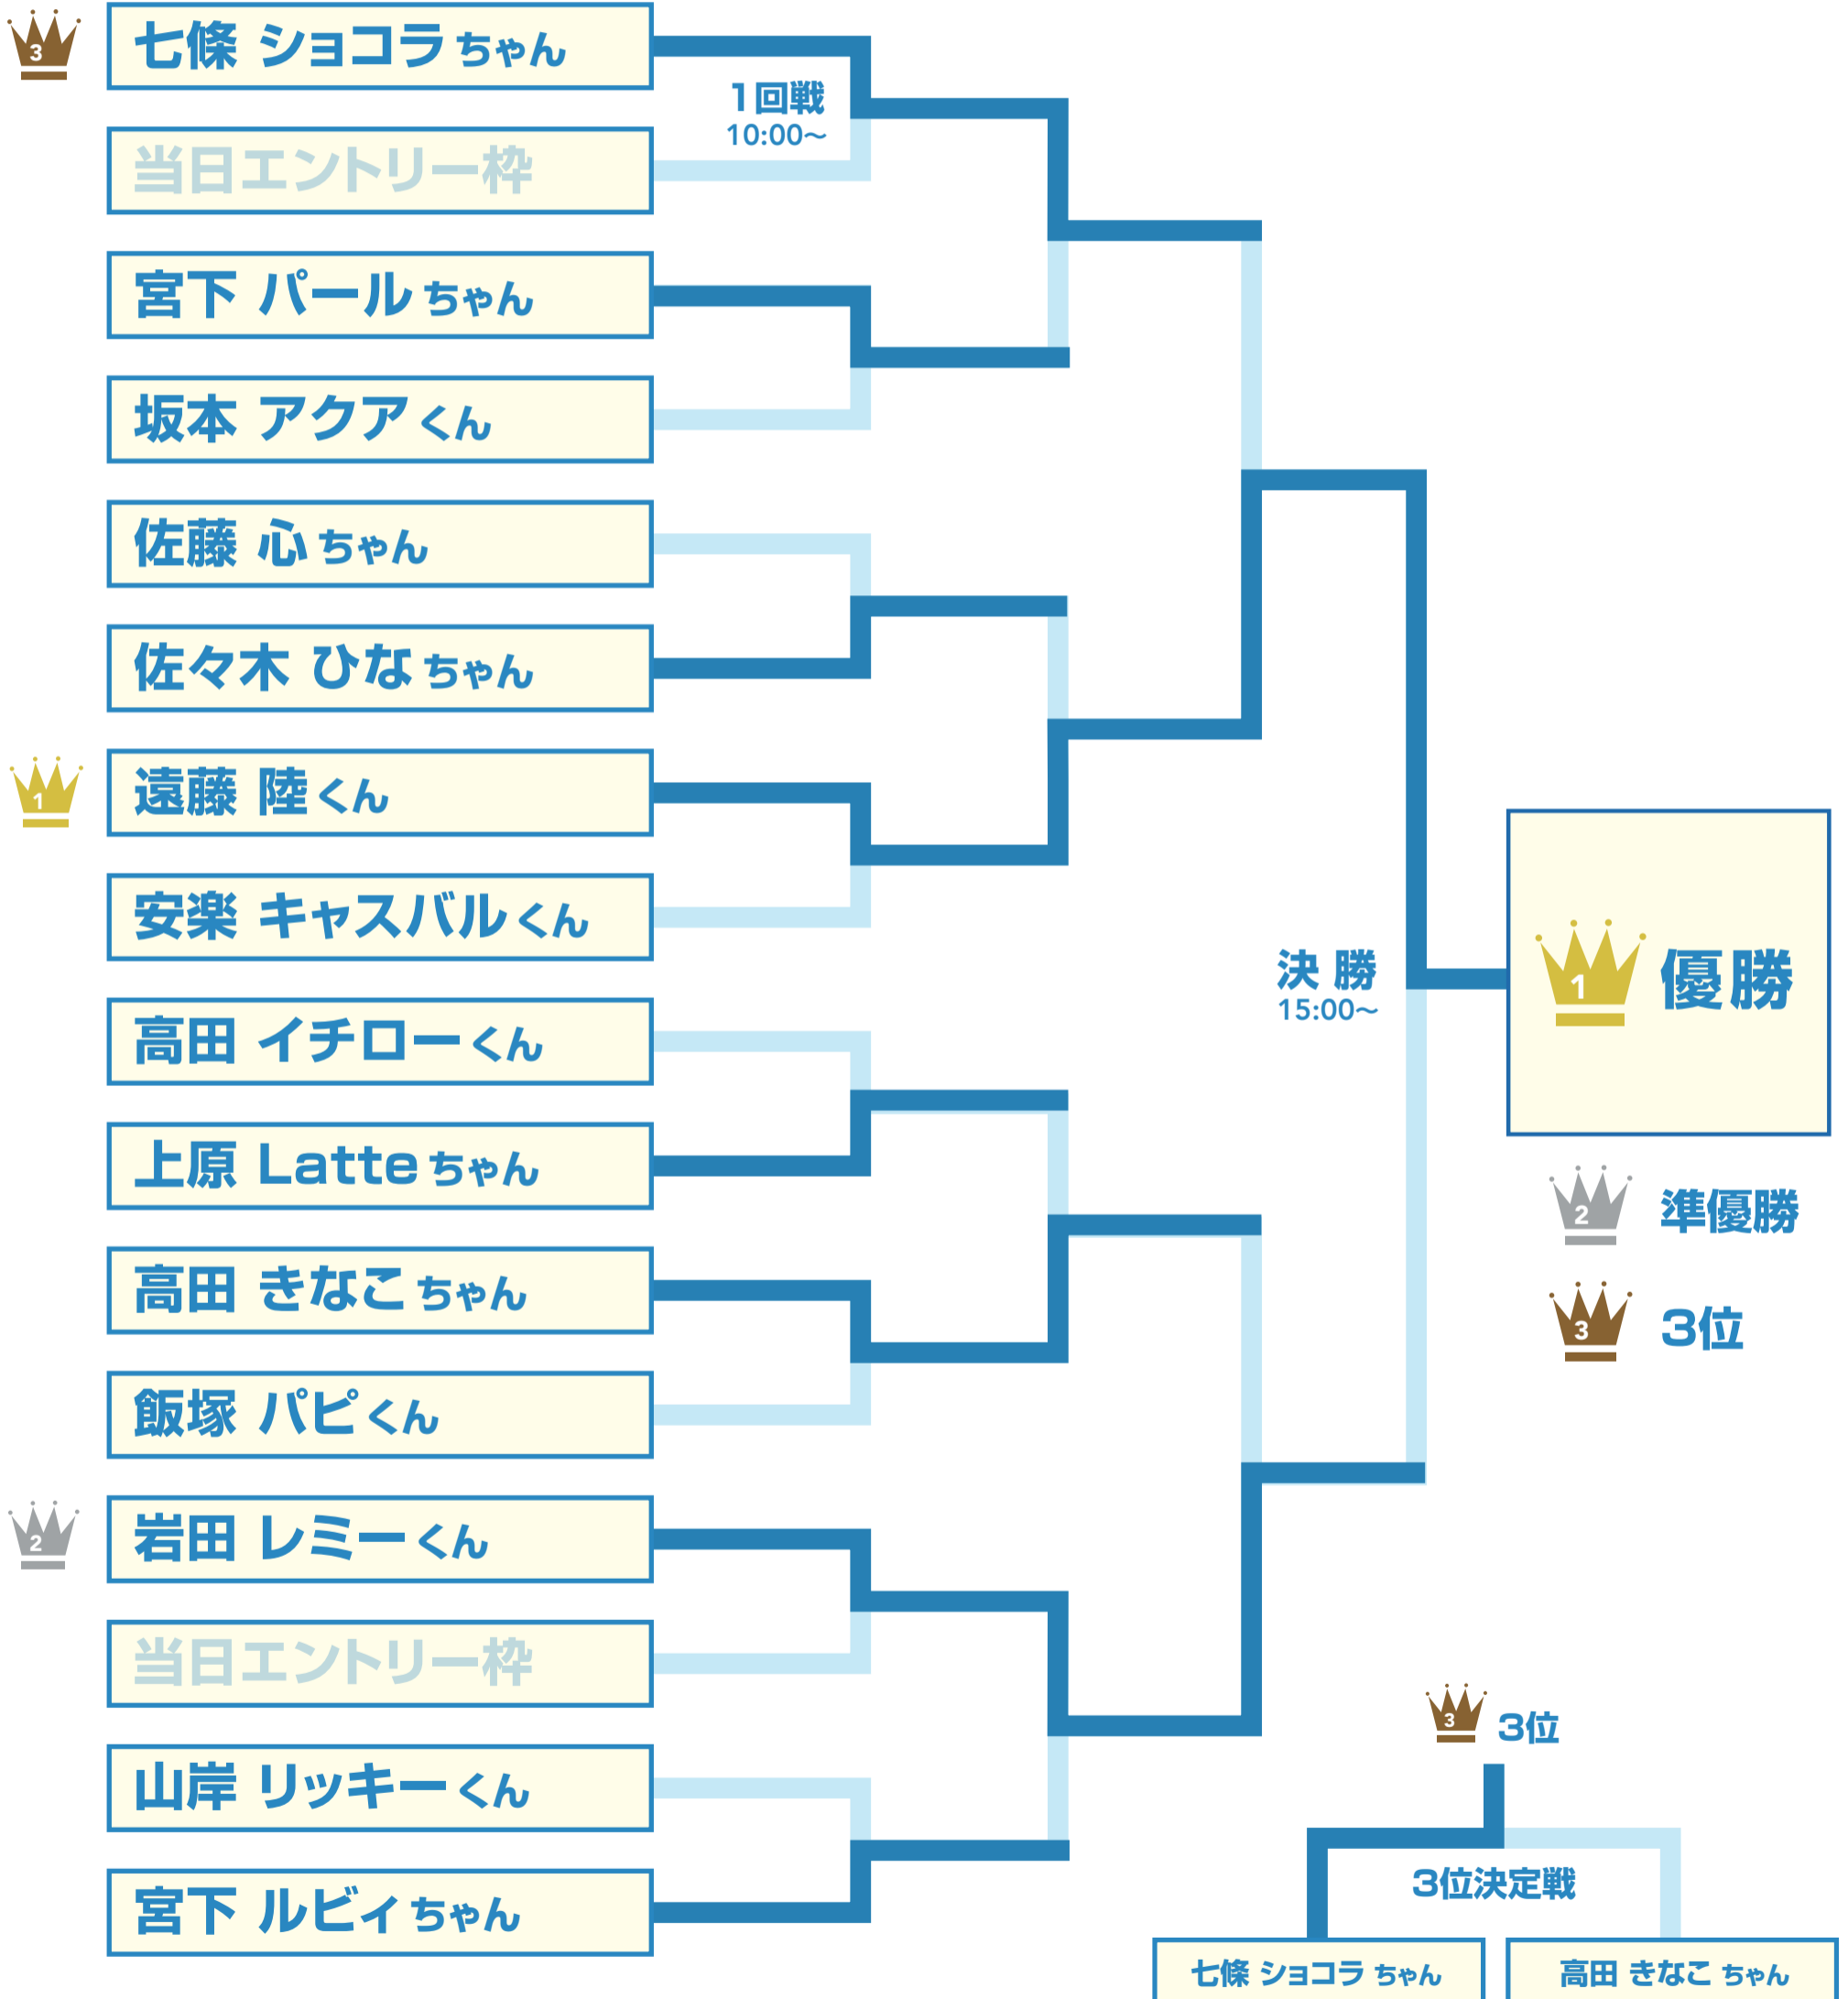 3
七條 ショコラ ちゃん
1回戦
10:00〜
当日エントリー枠
宮下 パール ちゃん
坂本 アクア くん
佐藤 心 ちゃん
佐々木 ひな ちゃん
1
遠藤 陸 くん
安楽 キャスバル くん
高田 イチロー くん
上原 Latte ちゃん
高田 きなこ ちゃん
飯塚 パピ くん
2
岩田 レミー くん
当日エントリー枠
山岸 リッキー くん
宮下 ルビィ ちゃん
決 勝
15:00〜
1 優勝
2 準優勝
3 3位
3 3位
3位決定戦
七條 ショコラ ちゃん
高田 きなこ ちゃん